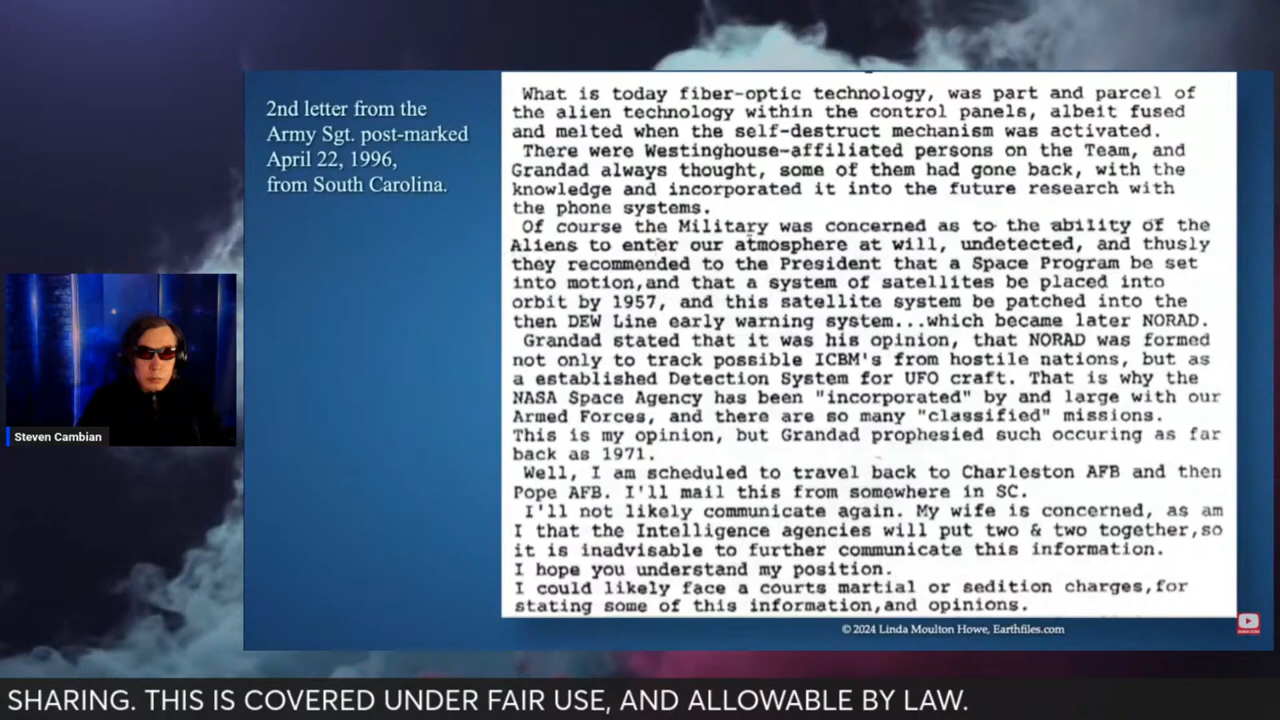 2nd letter from the
Army Sgt. post-marked
April 22, 1996,
from South Carolina.
What is today fiber-optic technology, was part and parcel of
the alien technology within the control panels, albeit fused
and melted when the self-destruct mechanism was activated.
There were Westinghouse-affiliated persons on the Team, and
Grandad always thought, some of them had gone back, with the
knowledge and incorporated it into the future research with
the phone systems.
Of course the Military was concerned as to the ability of the
Aliens to enter our atmosphere at will, undetected, and thusly
they recommended to the President that a Space Program be set
into motion,and that a system of satellites be placed into
orbit by 1957, and this satellite system be patched into the
then DEW Line early warning system...which became later NORAD.
Grandad stated that it was his opinion, that NORAD was formed
not only to track possible ICBM's from hostile nations, but as
a established Detection System for UFO craft. That is why the
NASA Space Agency has been "incorporated" by and large with our
Armed Forces, and there are so many "classified" missions.
This is my opinion, but Grandad prophesied such occuring as far
back as 1971.
Well, I am scheduled to travel back to Charleston AFB and then
Pope AFB. I'll mail this from somewhere in SC.
I'll not likely communicate again. My wife is concerned, as am
I that the Intelligence agencies will put two & two together,so
it is inadvisable to further communicate this information.
I hope you understand my position.
I could likely face a courts martial or sedition charges,for
stating some of this information,and opinions.
© 2024 Linda Moulton Howe, Earthfiles.com
Steven Cambian
SHARING. THIS IS COVERED UNDER FAIR USE, AND ALLOWABLE BY LAW.